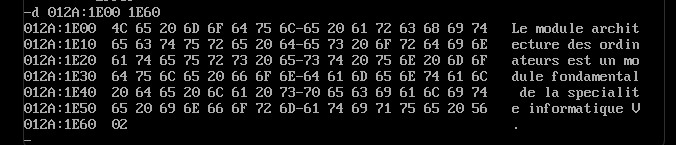 -d 012A:1E00 1E60
012A:1E00  4C 65 20 6D 6F 64 75 6C-65 20 61 72 63 68 69 74   Le module archit
012A:1E10  65 63 74 75 72 65 20 64-65 73 20 6F 72 64 69 6E   ecture des ordin
012A:1E20  61 74 65 75 72 73 20 65-73 74 20 75 6E 20 6D 6F   ateurs est un mo
012A:1E30  64 75 6C 65 20 66 6F 6E-64 61 6D 65 6E 74 61 6C   dule fondamental
012A:1E40  20 64 65 20 6C 61 20 73-70 65 63 69 61 6C 69 74    de la specialit
012A:1E50  65 20 69 6E 66 6F 72 6D-61 74 69 71 75 65 20 56   e informatique V
012A:1E60  02   .
-